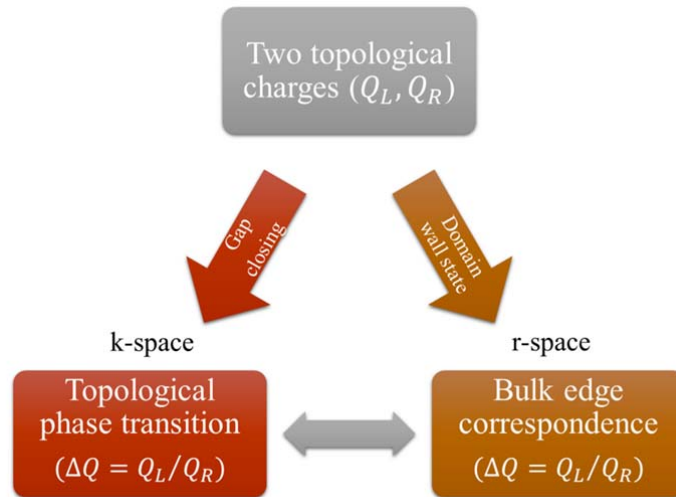 Two topological
charges (Q_L, Q_R)
Gap
closing
Domain
wall state
k-space
r-space
Topological
phase transition
(ΔQ = Q_L/Q_R)
Bulk edge
correspondence
(ΔQ = Q_L/Q_R)